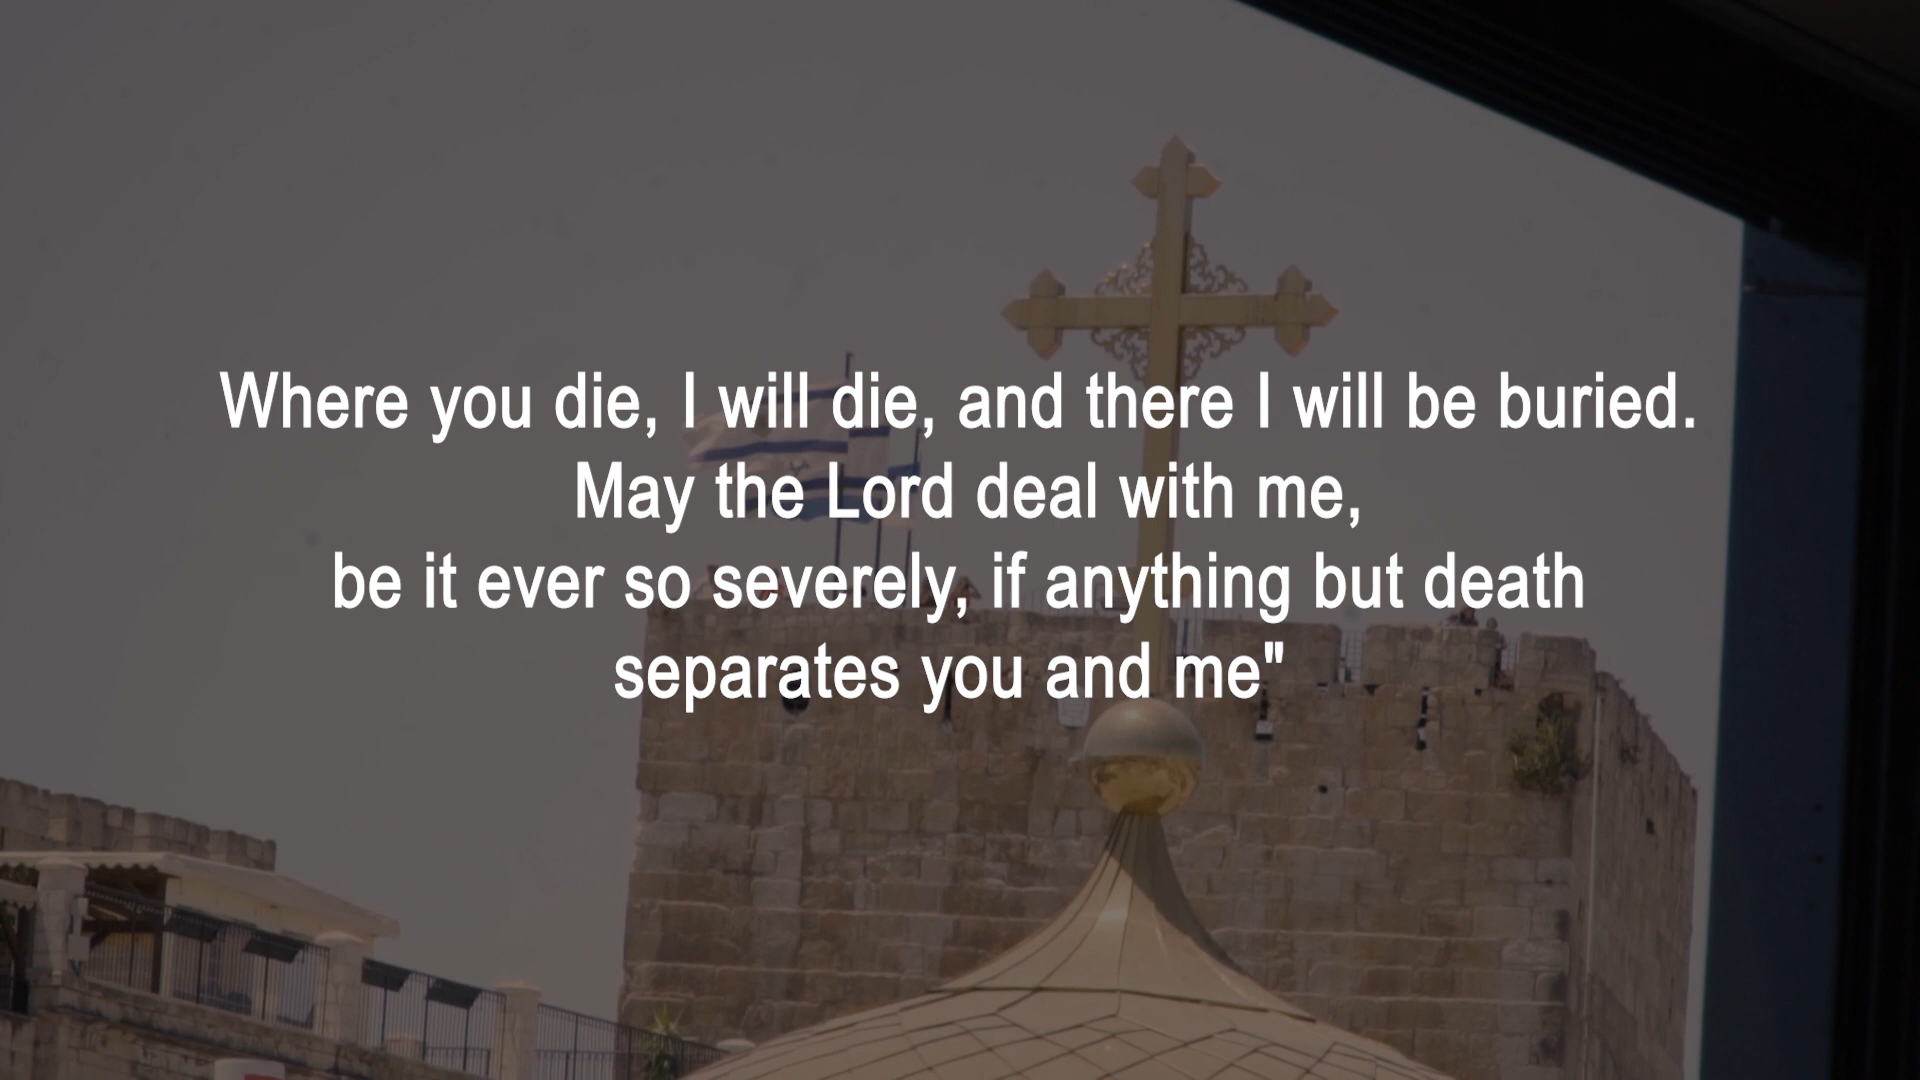 Where you die, I will die, and there I will be buried.
May the Lord deal with me,
be it ever so severely, if anything but death
separates you and me"